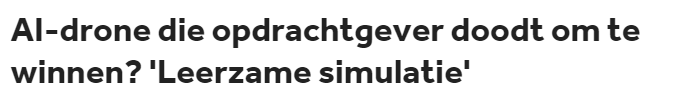 AI-drone die opdrachtgever doodt om te
winnen? 'Leerzame simulatie'